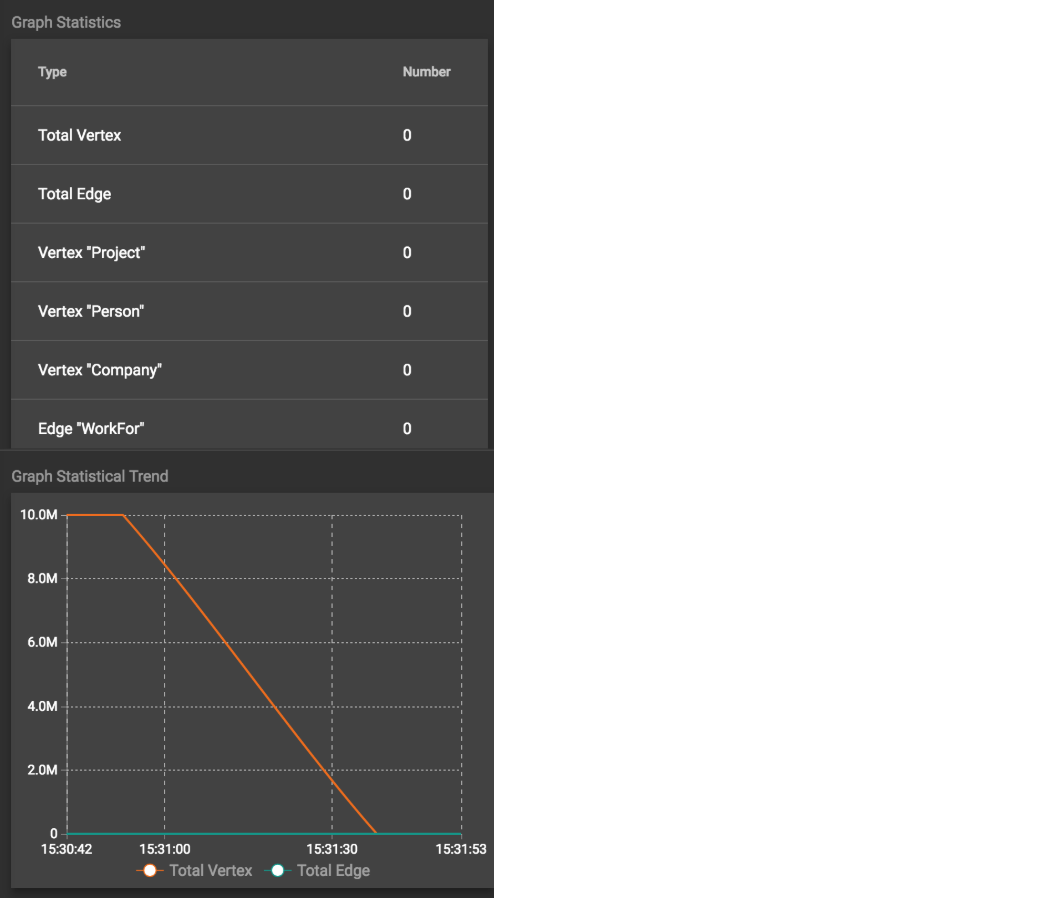 Graph Statistics
Type Number
Total Vertex 0
Total Edge 0
Vertex "Project" 0
Vertex "Person" 0
Vertex "Company" 0
Edge "WorkFor" 0
Graph Statistical Trend
10.0M
8.0M
6.0M
4.0M
2.0M
0
15:30:42 15:31:00 15:31:30 15:31:53
Total Vertex Total Edge